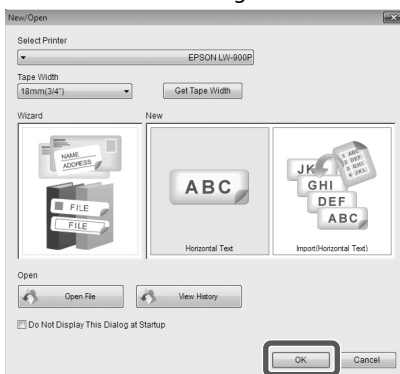 New/Open
Select Printer
EPSON LW-900P
Tape Width
18mm(3/4")
Get Tape Width
Wizard
New
NAME
ADDRESS
FILE
FILE
ABC
Horizontal Text
JK
GHI
DEF
ABC
Import(Horizontal Text)
Open
Open File
View History
Do Not Display This Dialog at Startup
OK
Cancel